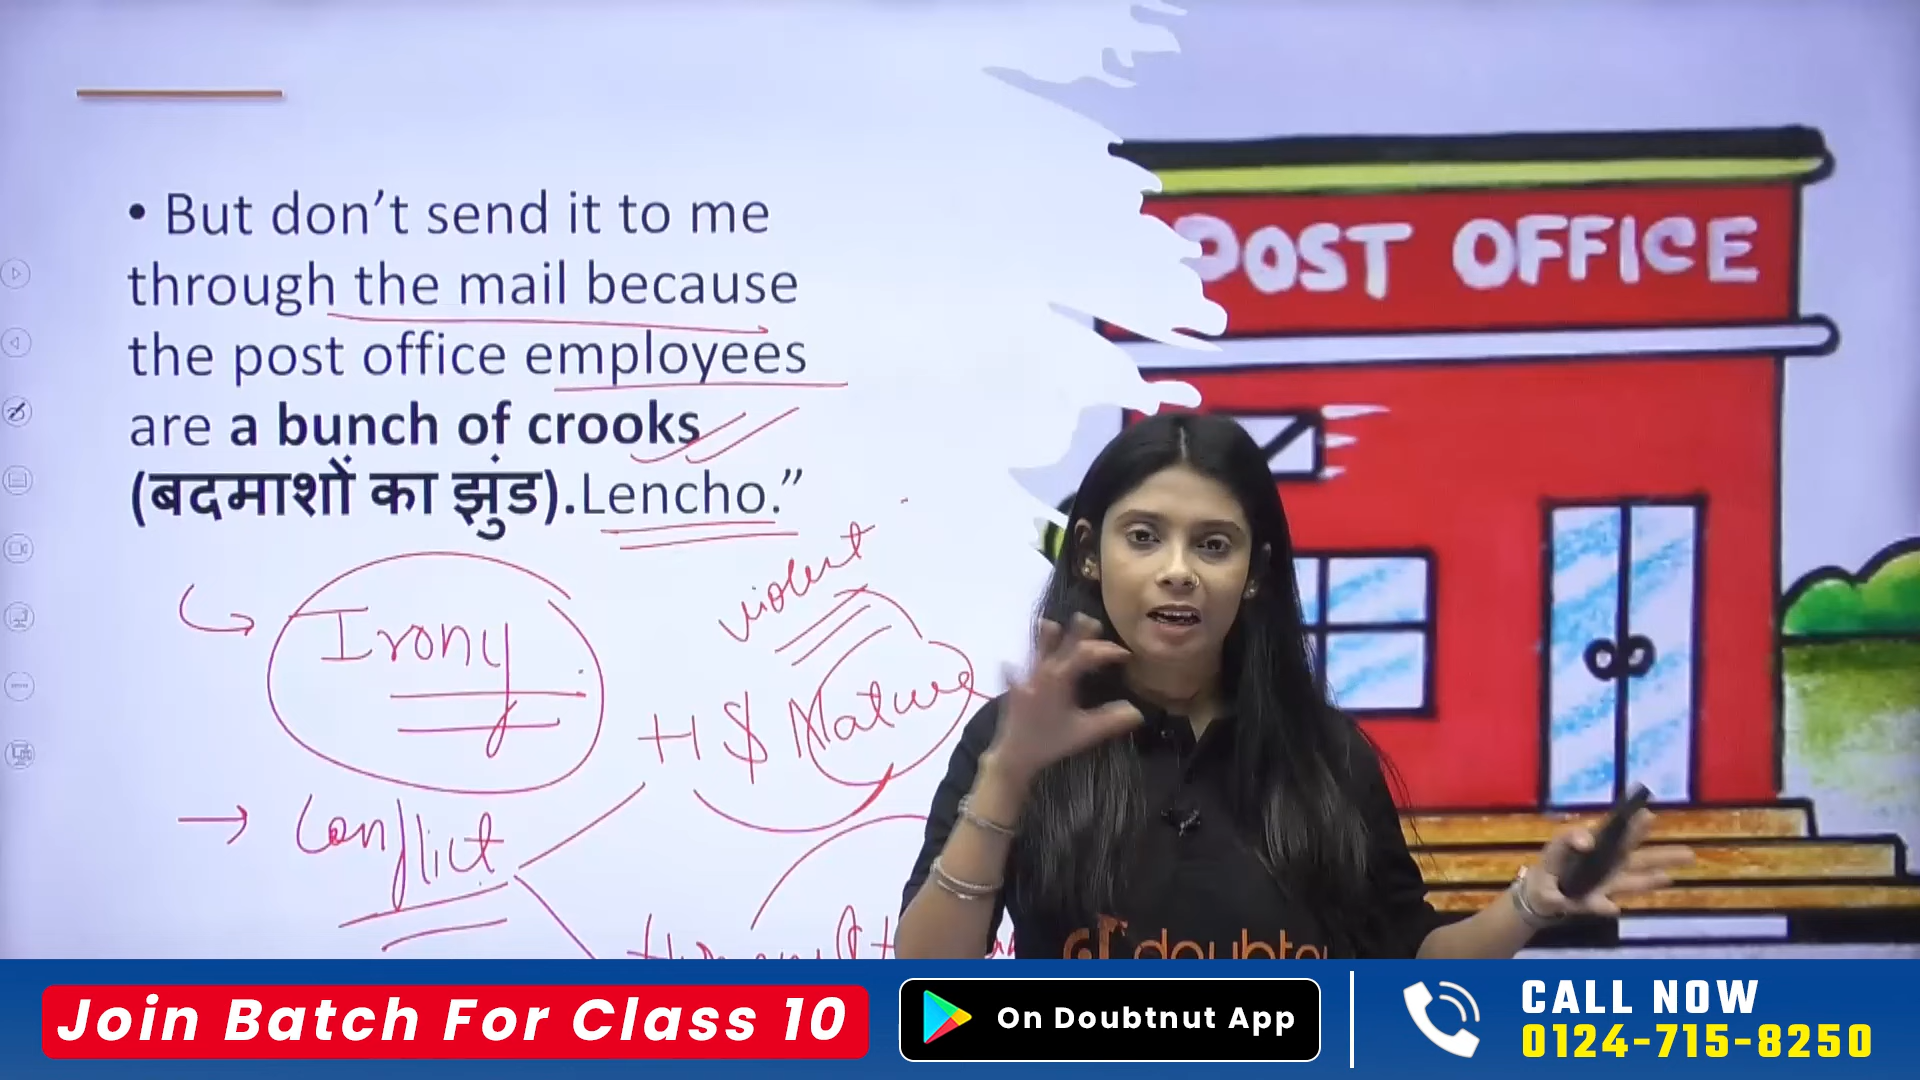 • But don’t send it to me
through the mail because
the post office employees
are a bunch of crooks
(बदमाशों का झुंड).Lencho.”
POST OFFICE
violent
Irony
H $ Nature
→ Conflict
doubtn
Join Batch For Class 10
On Doubtnut App
CALL NOW
0124-715-8250